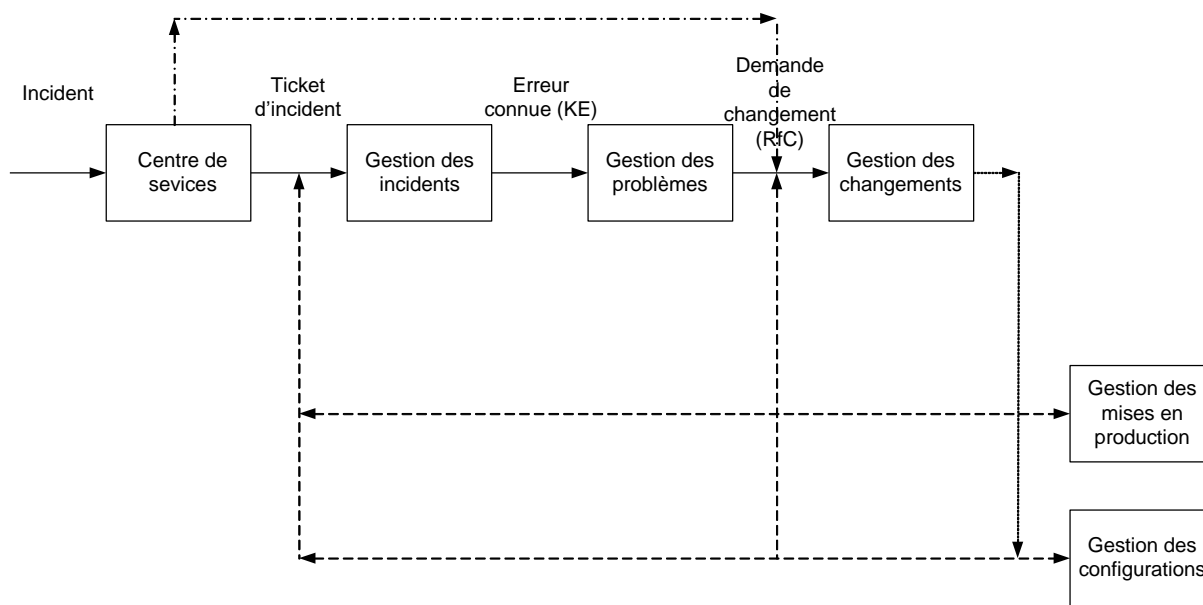 Incident
Ticket
d'incident
Erreur
connue (KE)
Demande
de
changement
(RfC)
Centre de
sevices
Gestion des
incidents
Gestion des
problèmes
Gestion des
changements
Gestion des
mises en
production
Gestion des
configurations